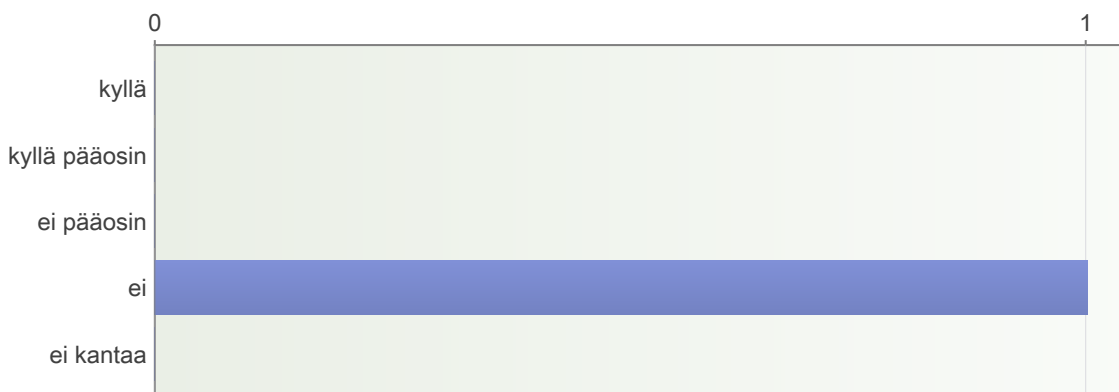 0 1
kyllä
kyllä pääosin
ei pääosin
ei
ei kantaa